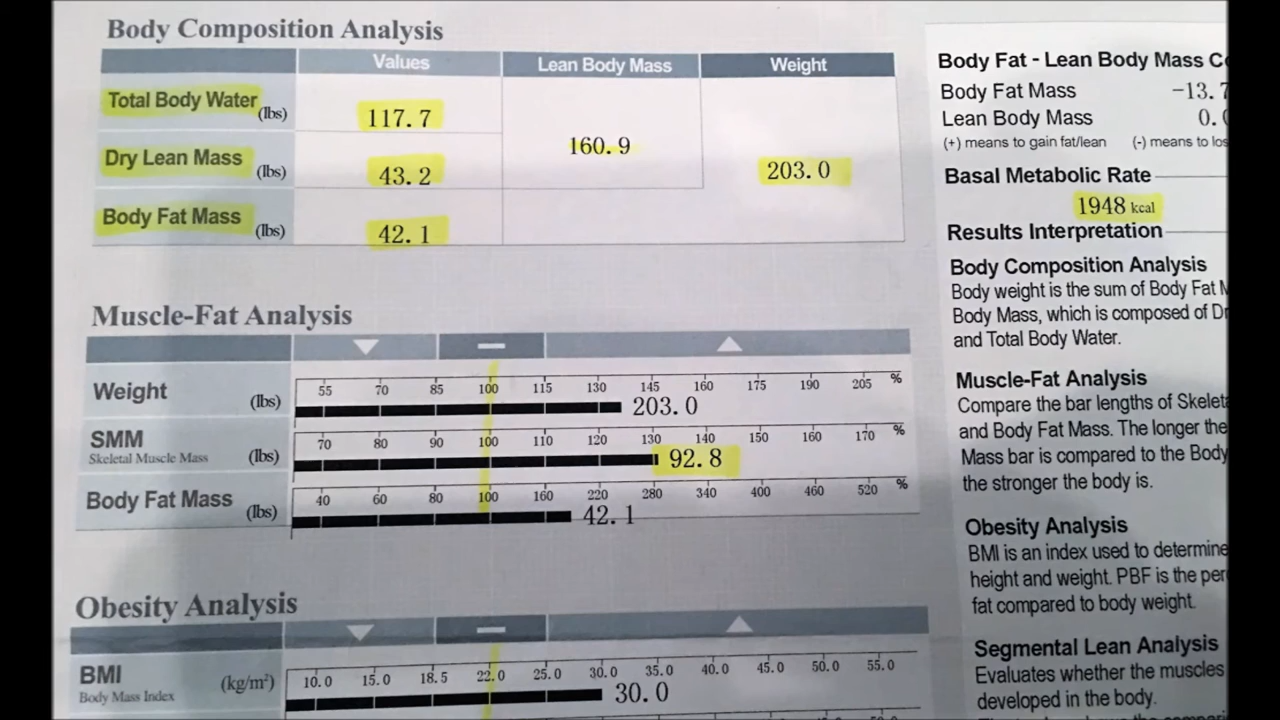 Body Composition Analysis
Values Lean Body Mass Weight
Total Body Water (lbs) 117.7
160.9
Dry Lean Mass (lbs) 43.2
203.0
Body Fat Mass (lbs) 42.1
Muscle-Fat Analysis
Weight (lbs) 55 70 85 100 115 130 145 160 175 190 205 %
203.0
SMM 70 80 90 100 110 120 130 140 150 160 170 %
Skeletal Muscle Mass (lbs) 92.8
Body Fat Mass (lbs) 40 60 80 100 160 220 280 340 400 460 520 %
42.1
Obesity Analysis
BMI (kg/m²) 10.0 15.0 18.5 22.0 25.0 30.0 35.0 40.0 45.0 50.0 55.0
Body Mass Index 30.0
Body Fat - Lean Body Mass
Body Fat Mass -13.7
Lean Body Mass 0.
(+) means to gain fat/lean (-) means to
Basal Metabolic Rate
1948 kcal
Results Interpretation
Body Composition Analysis
Body weight is the sum of Body Fat
Body Mass, which is composed of
and Total Body Water.
Muscle-Fat Analysis
Compare the bar lengths of
and Body Fat Mass. The longer the
Mass bar is compared to the Body
the stronger the body is.
Obesity Analysis
BMI is an index used to determine
height and weight. PBF is the
fat compared to body weight.
Segmental Lean Analysis
Evaluates whether the muscles
developed in the body.